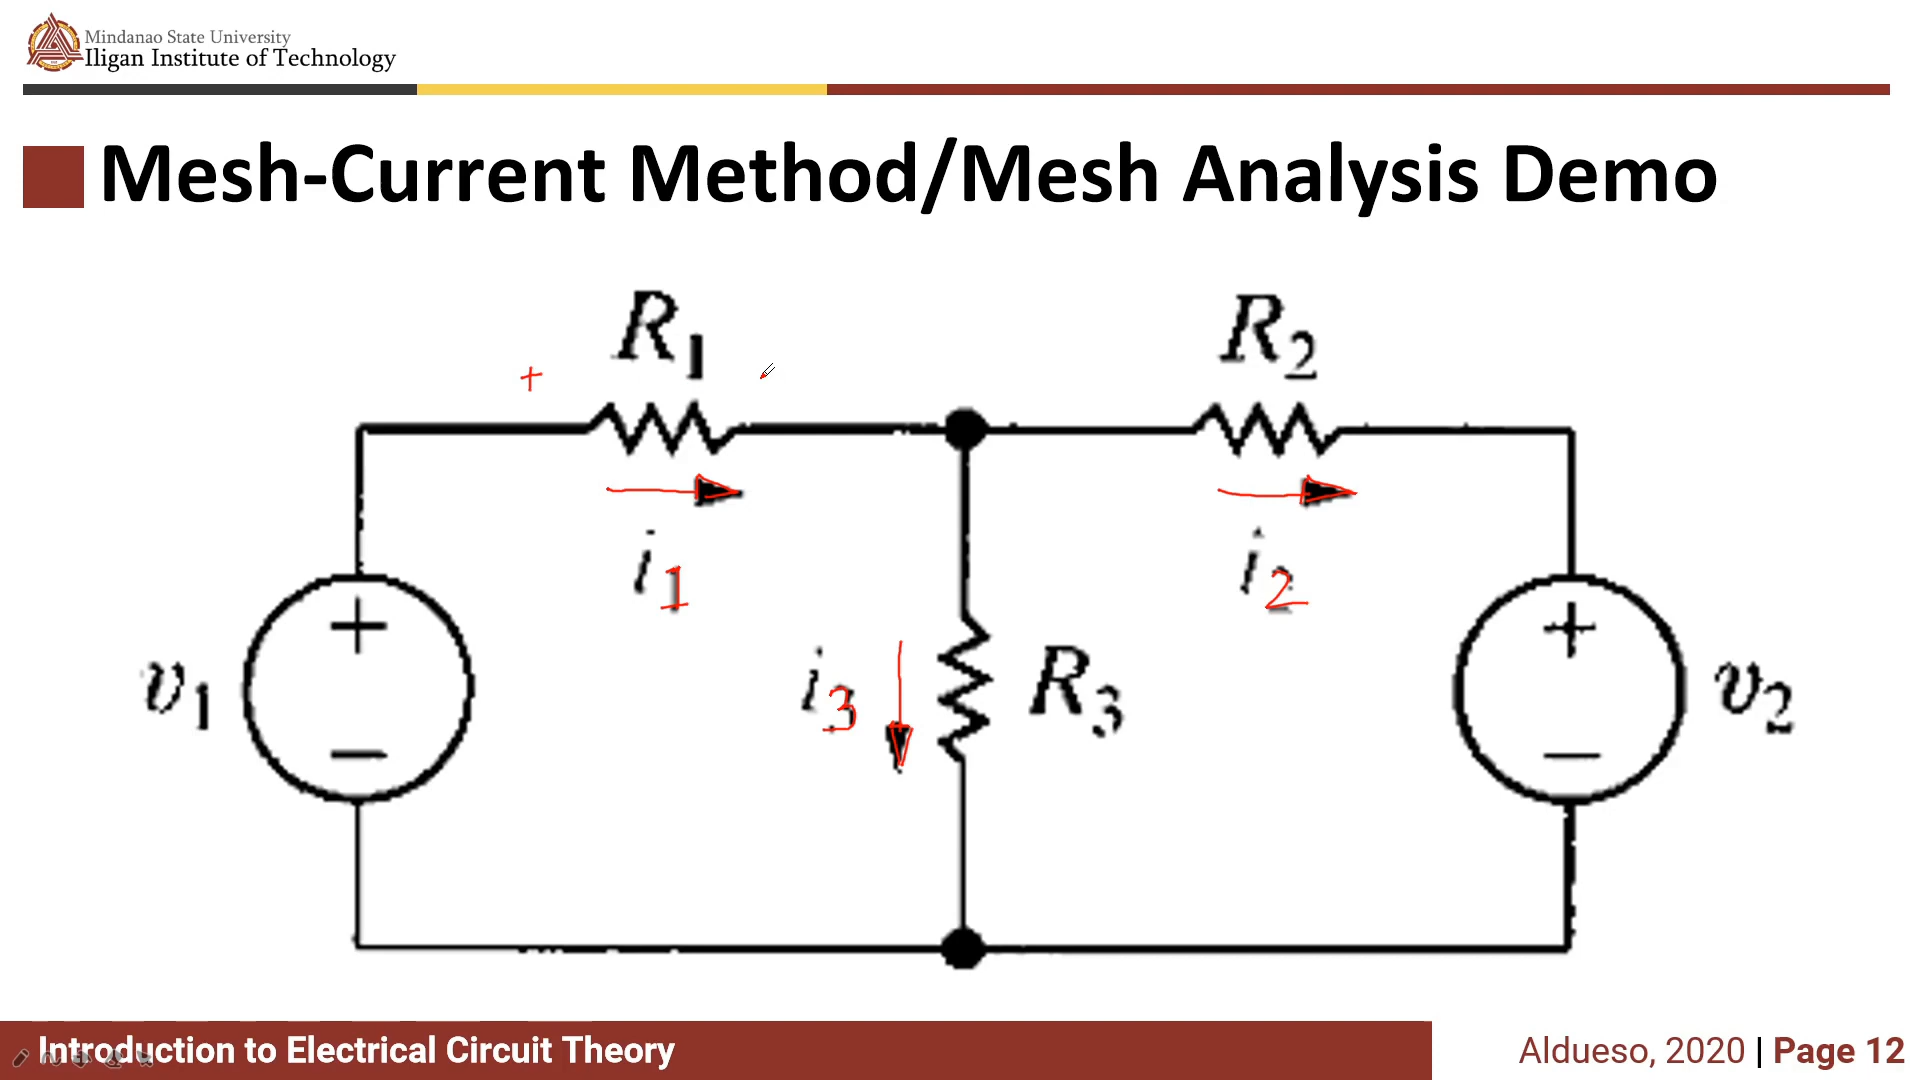 Mindanao State University
Iligan Institute of Technology
Mesh-Current Method/Mesh Analysis Demo
R1
R2
+
i1
i2
+
+
v1
i3
R3
v2
−
−
Introduction to Electrical Circuit Theory
Aldueso, 2020 | Page 12